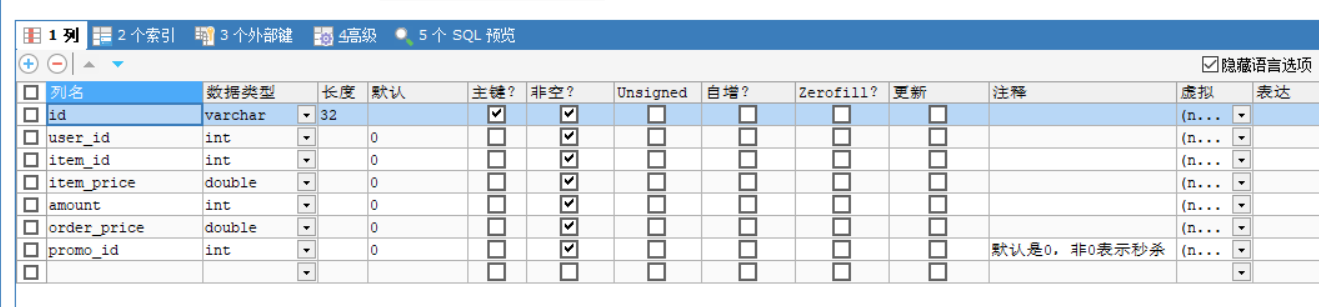 1 列 2 个索引 3 个外部键 4高级 5 个 SQL 预览
隐藏语言选项
列名 数据类型 长度 默认 主键? 非空? Unsigned 自增? Zerofill? 更新 注释 虚拟 表达
id varchar 32 (n...
user_id int 0 (n...
item_id int 0 (n...
item_price double 0 (n...
amount int 0 (n...
order_price double 0 (n...
promo_id int 0 默认是0，非0表示秒杀 (n...